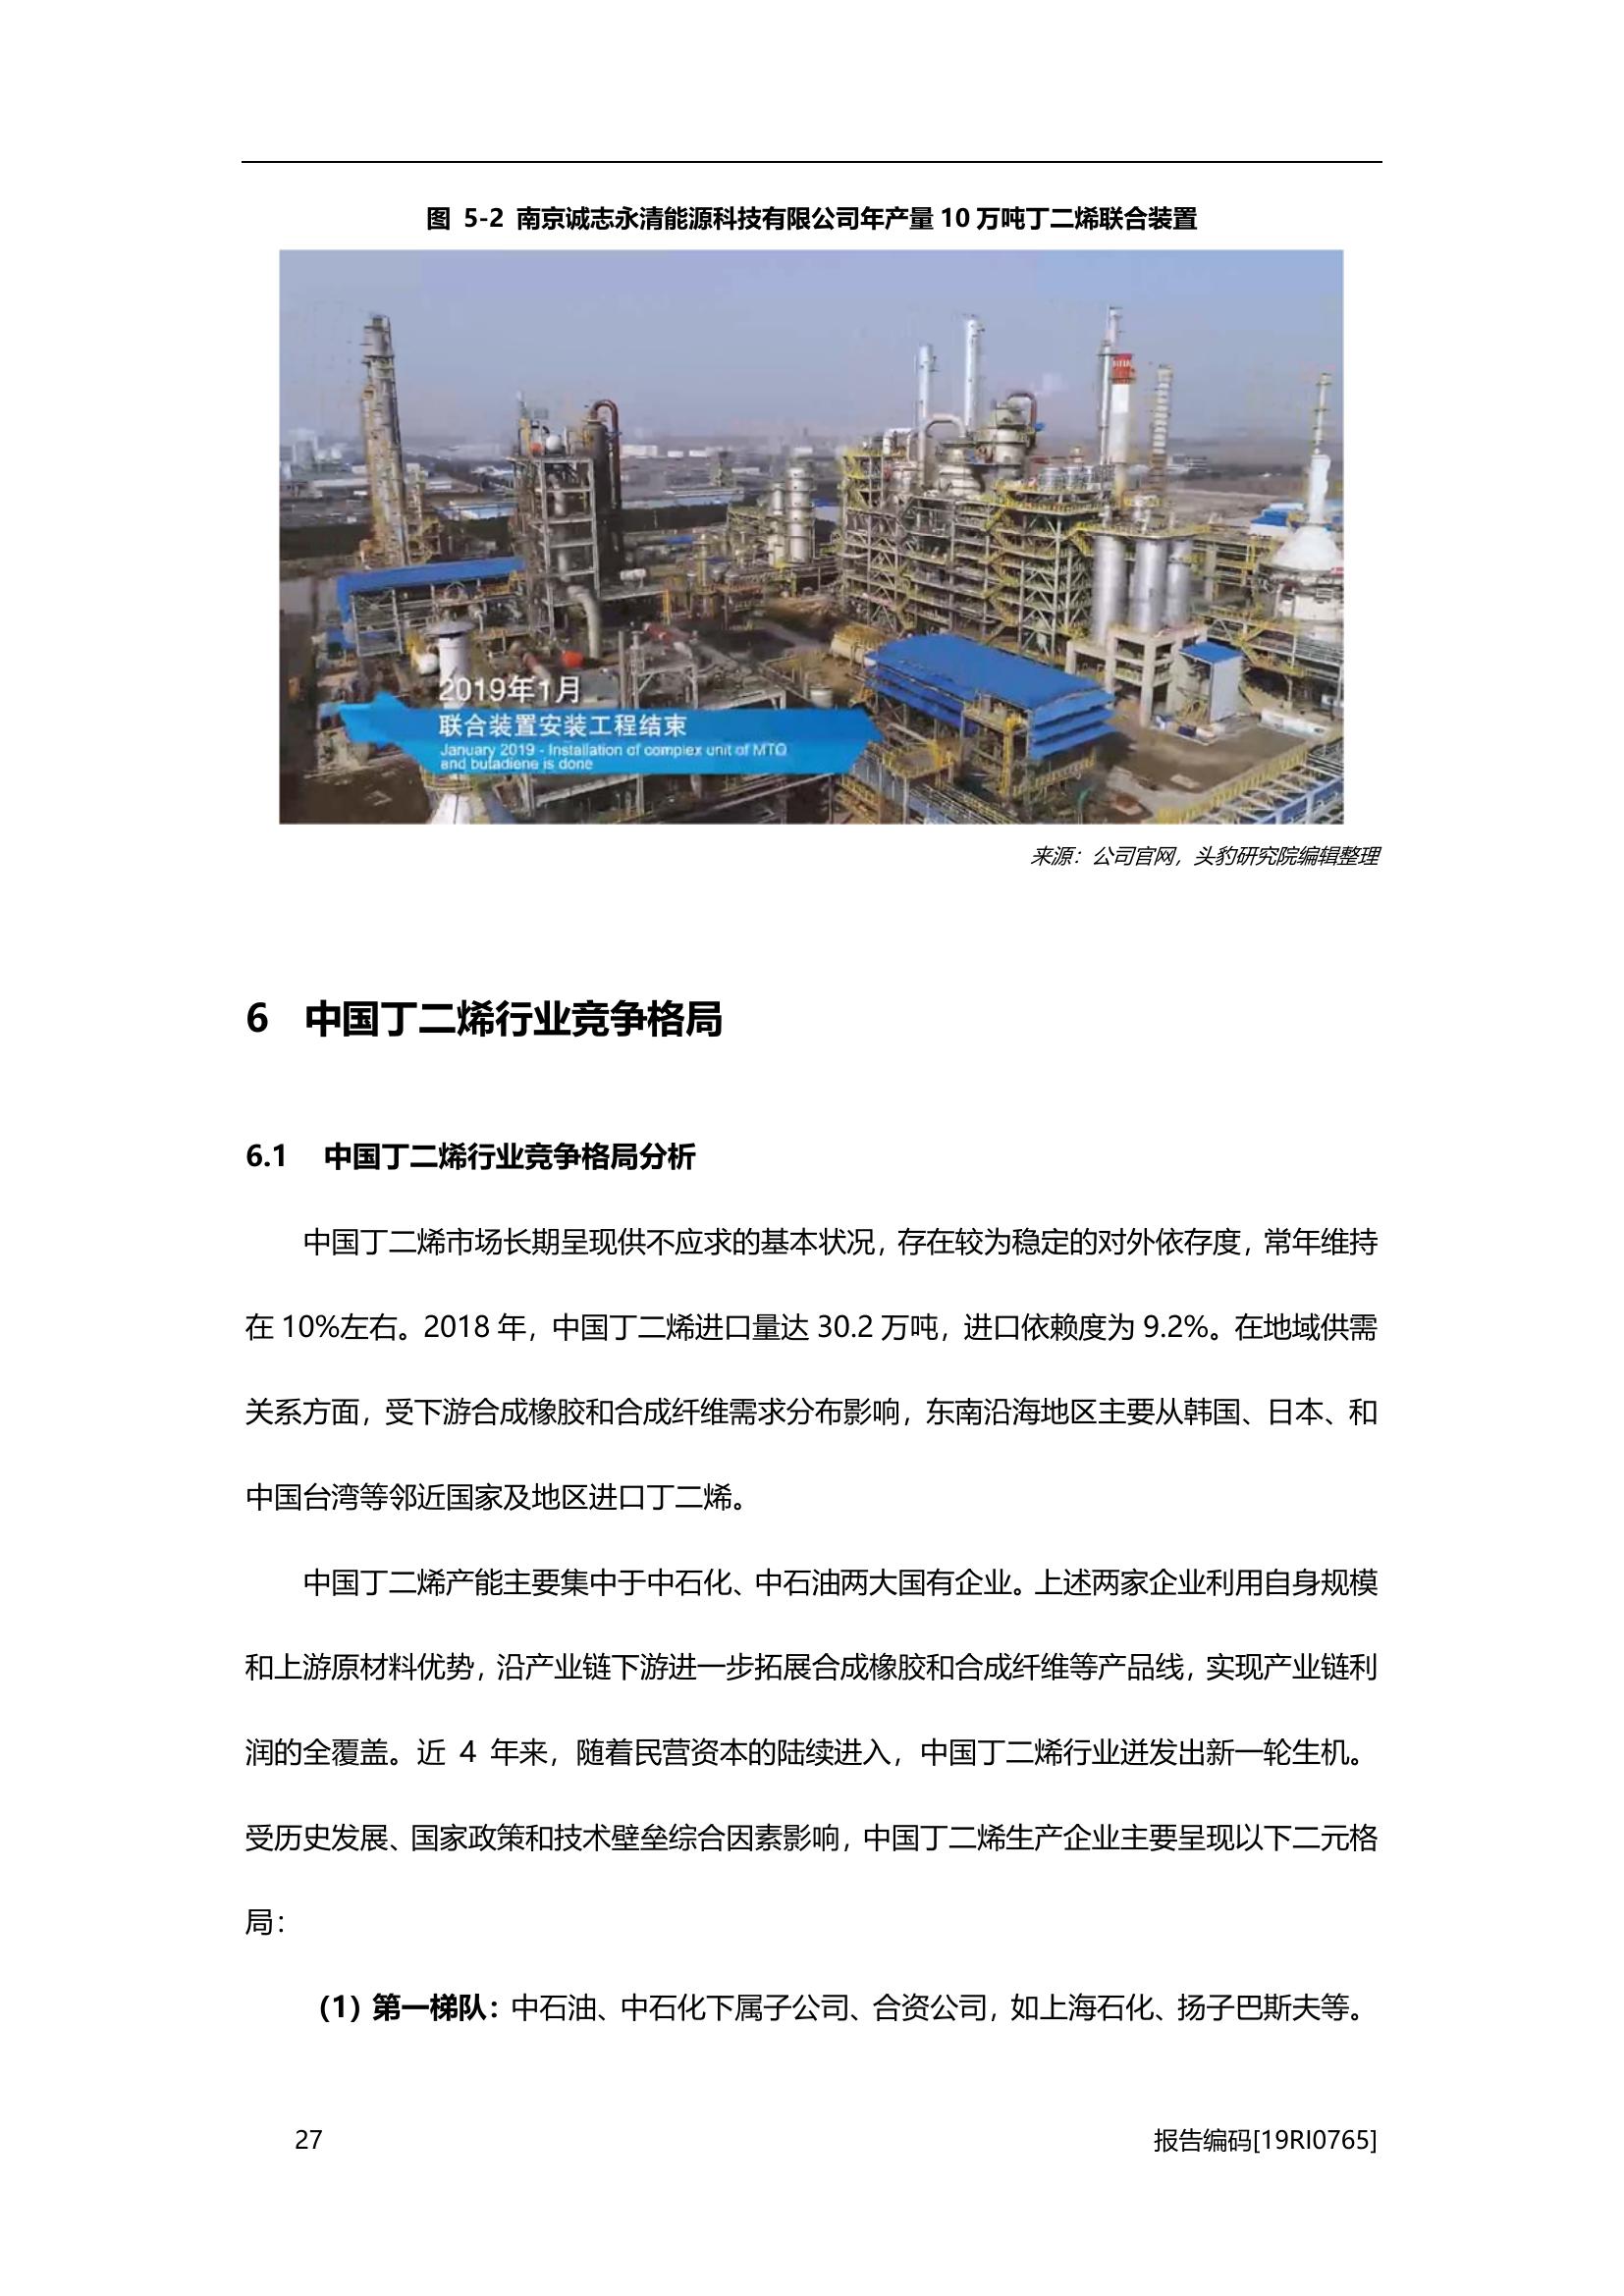 图 5-2 南京诚志永清能源科技有限公司年产量 10 万吨丁二烯联合装置
2019年1月
联合装置安装工程结束
January 2019 - Installation of complex unit of MTO
and butadiene is done
来源：公司官网，头豹研究院编辑整理
6 中国丁二烯行业竞争格局
6.1 中国丁二烯行业竞争格局分析
中国丁二烯市场长期呈现供不应求的基本状况，存在较为稳定的对外依存度，常年维持
在 10%左右。2018 年，中国丁二烯进口量达 30.2 万吨，进口依赖度为 9.2%。在地域供需
关系方面，受下游合成橡胶和合成纤维需求分布影响，东南沿海地区主要从韩国、日本、和
中国台湾等邻近国家及地区进口丁二烯。
中国丁二烯产能主要集中于中石化、中石油两大国有企业。上述两家企业利用自身规模
和上游原材料优势，沿产业链下游进一步拓展合成橡胶和合成纤维等产品线，实现产业链利
润的全覆盖。近 4 年来，随着民营资本的陆续进入，中国丁二烯行业迸发出新一轮生机。
受历史发展、国家政策和技术壁垒综合因素影响，中国丁二烯生产企业主要呈现以下二元格
局：
（1）第一梯队：中石油、中石化下属子公司、合资公司，如上海石化、扬子巴斯夫等。
27 报告编码[19RI0765]